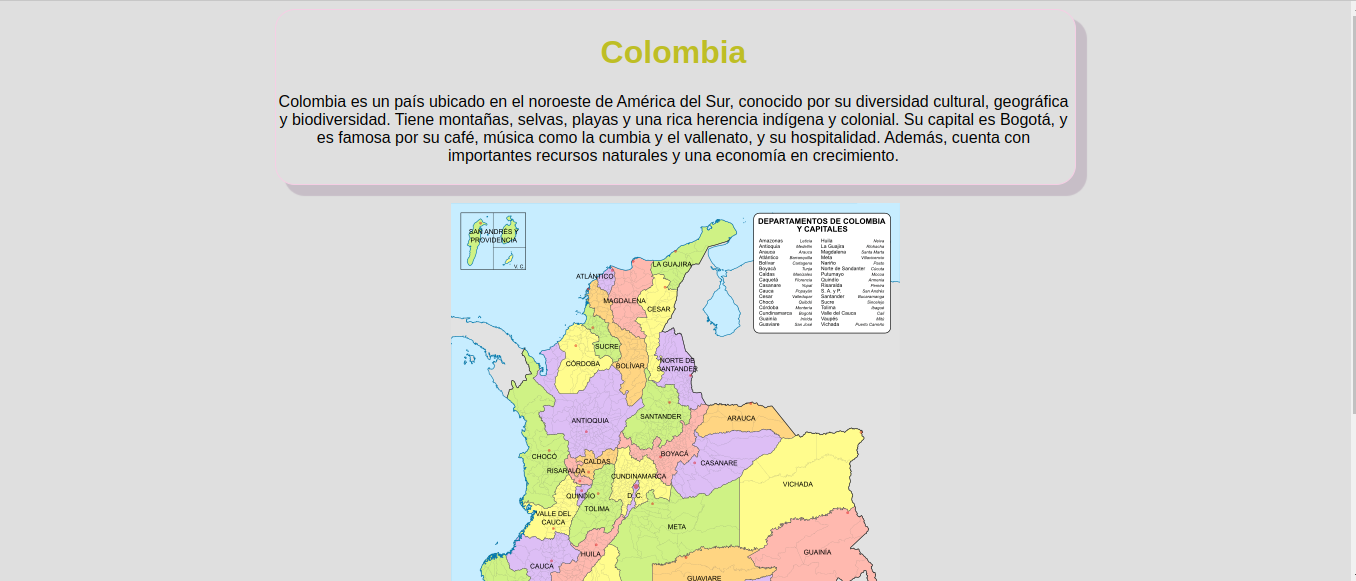 Colombia
Colombia es un país ubicado en el noroeste de América del Sur, conocido por su diversidad cultural, geográfica
y biodiversidad. Tiene montañas, selvas, playas y una rica herencia indígena y colonial. Su capital es Bogotá, y
es famosa por su café, música como la cumbia y el vallenato, y su hospitalidad. Además, cuenta con
importantes recursos naturales y una economía en crecimiento.
SAN ANDRÉS Y
PROVIDENCIA
V. C.
DEPARTAMENTOS DE COLOMBIA
Y CAPITALES
Amazonas Leticia Huila Neiva
Antioquia Medellín La Guajira Riohacha
Arauca Arauca Magdalena Santa Marta
Atlántico Barranquilla Meta Villavicencio
Bolívar Cartagena Nariño Pasto
Boyacá Tunja Norte de Santander Cúcuta
Caldas Manizales Putumayo Mocoa
Caquetá Florencia Quindío Armenia
Casanare Yopal Risaralda Pereira
Cauca Popayán S. A. y P. San Andrés
Cesar Valledupar Santander Bucaramanga
Chocó Quibdó Sucre Sincelejo
Córdoba Montería Tolima Ibagué
Cundinamarca Bogotá Valle del Cauca Cali
Guainía Inírida Vaupés Mitú
Guaviare San José Vichada Puerto Carreño
LA GUAJIRA
ATLÁNTICO
MAGDALENA
CESAR
SUCRE
CÓRDOBA
BOLÍVAR
NORTE DE
SANTANDER
ANTIOQUIA
SANTANDER
ARAUCA
CHOCÓ
CALDAS
BOYACÁ
CASANARE
RISARALDA
CUNDINAMARCA
VICHADA
QUINDÍO
D. C.
TOLIMA
VALLE DEL
CAUCA
META
HUILA
GUAINÍA
CAUCA
GUAVIARE